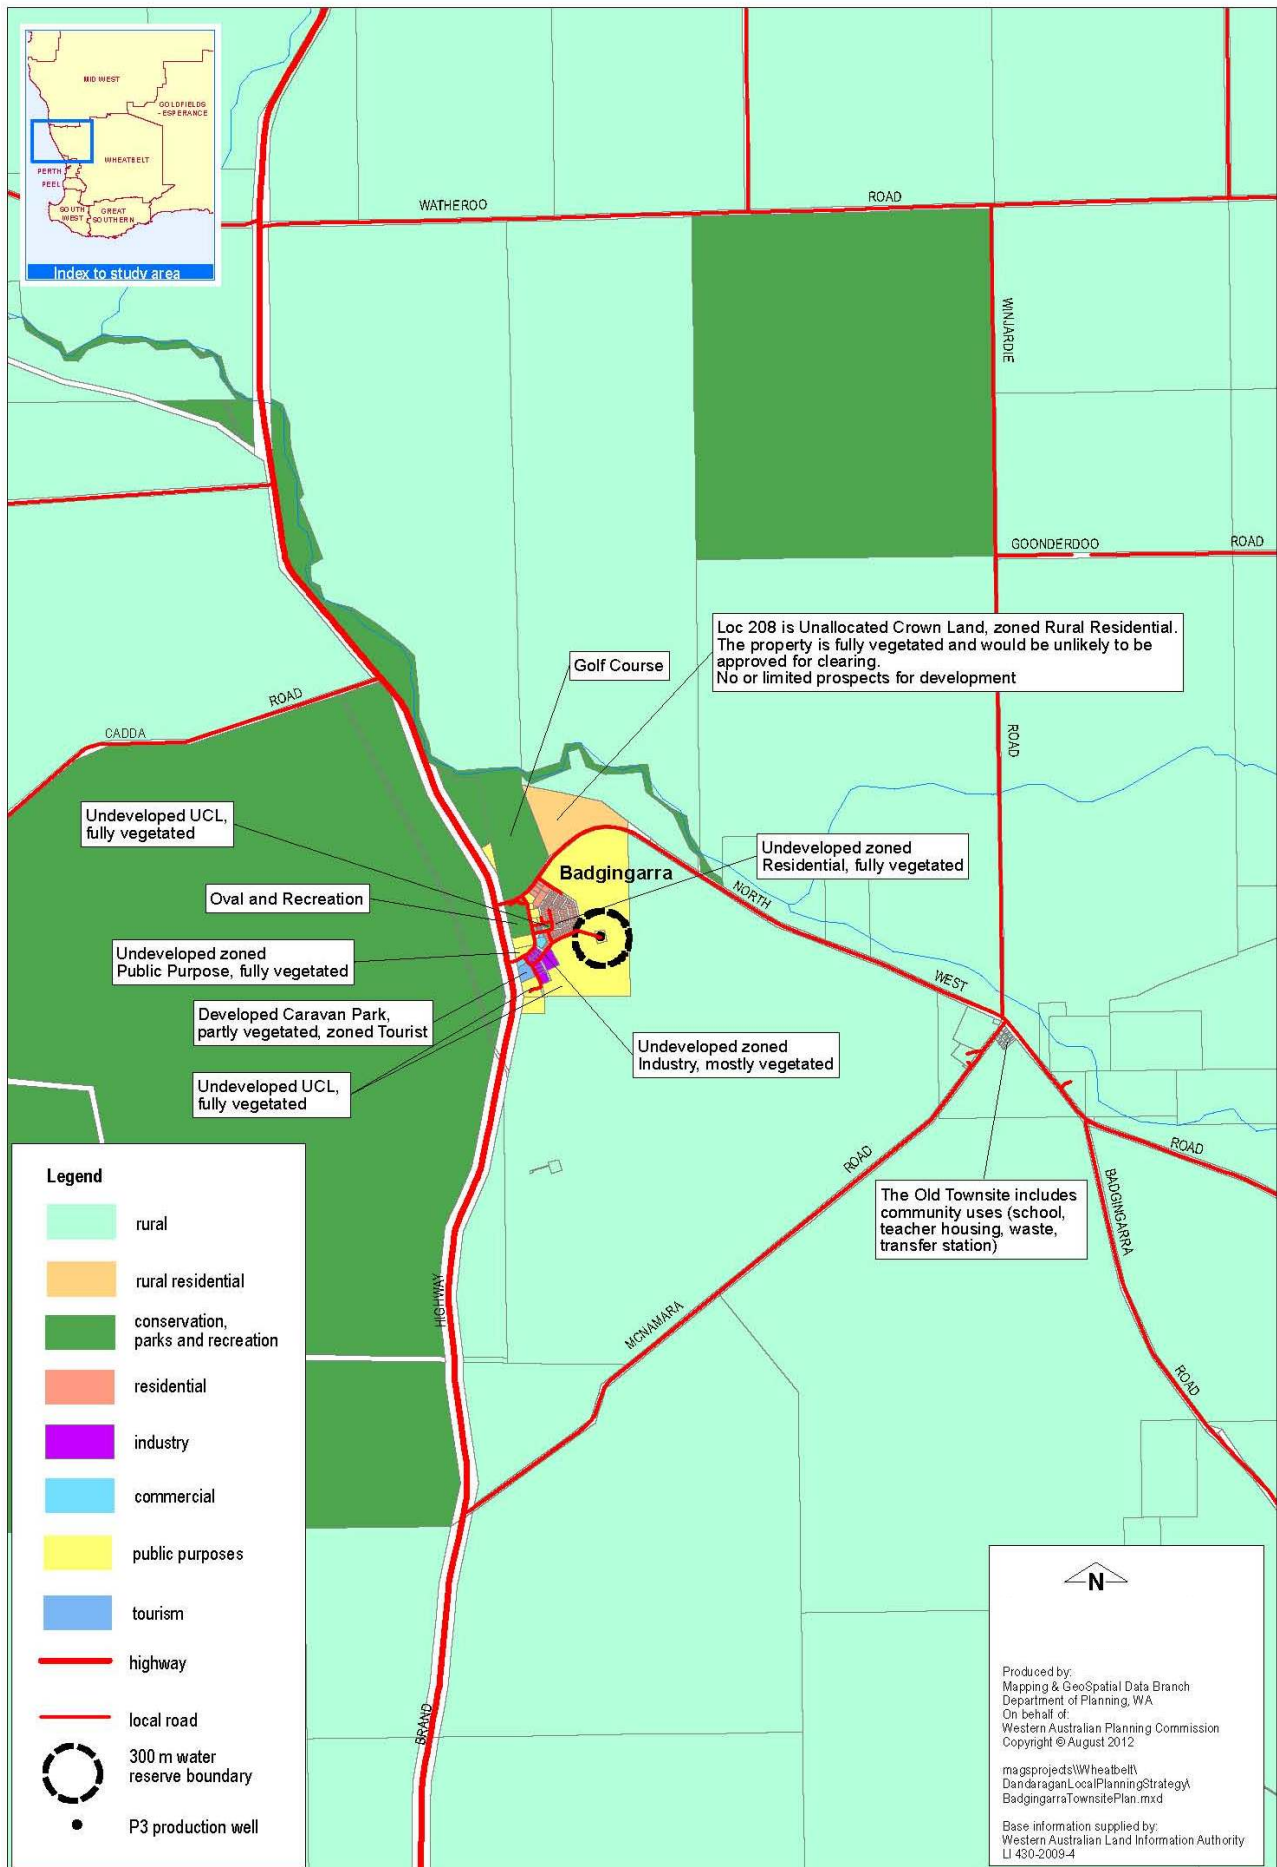 MID WEST
GOLDFIELDS
- ESPERANCE
WHEATBELT
PERTH
PEEL
SOUTH
WEST
GREAT
SOUTHERN
Index to study area
WATHEROO
ROAD
WINJARDIE
GOONDERDOO
ROAD
Loc 208 is Unallocated Crown Land, zoned Rural Residential.
The property is fully vegetated and would be unlikely to be
approved for clearing.
No or limited prospects for development
Golf Course
ROAD
CADDA
ROAD
Undeveloped UCL,
fully vegetated
Undeveloped zoned
Residential, fully vegetated
Badgingarra
Oval and Recreation
NORTH
Undeveloped zoned
Public Purpose, fully vegetated
WEST
Developed Caravan Park,
partly vegetated, zoned Tourist
Undeveloped zoned
Industry, mostly vegetated
Undeveloped UCL,
fully vegetated
ROAD
ROAD
The Old Townsite includes
community uses (school,
teacher housing, waste,
transfer station)
BADGINGARRA
HIGHWAY
MCNAMARA
ROAD
BRAND
Legend
rural
rural residential
conservation,
parks and recreation
residential
industry
commercial
public purposes
tourism
highway
local road
300 m water
reserve boundary
P3 production well
N
Produced by:
Mapping & GeoSpatial Data Branch
Department of Planning, WA
On behalf of:
Western Australian Planning Commission
Copyright © August 2012
magsprojects\\Wheatbelt\
DandaraganLocalPlanningStrategy\
BadgingarraTownsitePlan.mxd
Base information supplied by:
Western Australian Land Information Authority
LI 430-2009-4